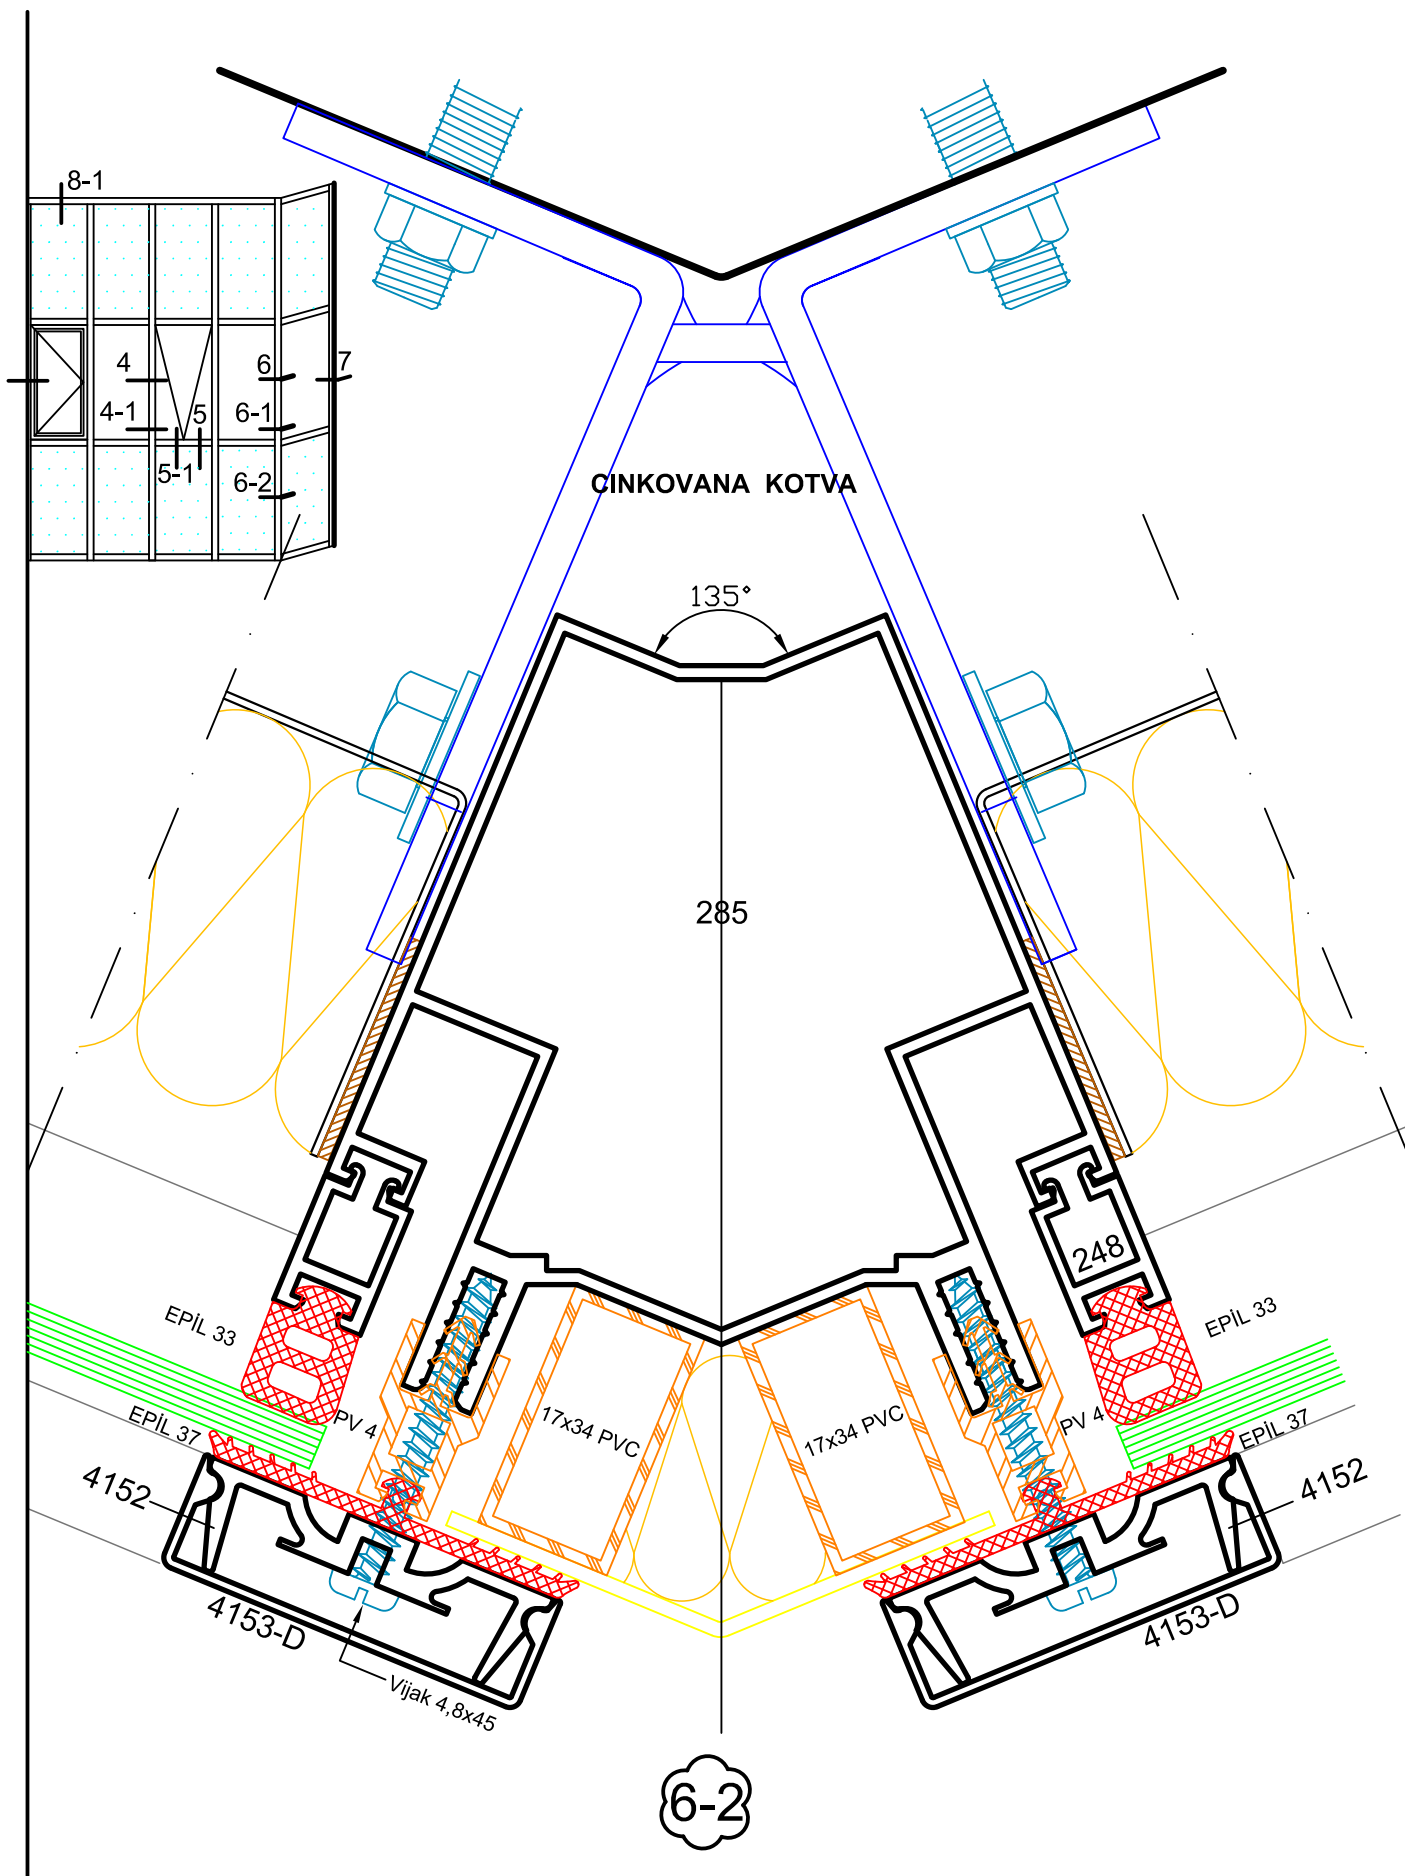 8-1
4
6
7
4-1
5
6-1
5-1
6-2
CINKOVANA KOTVA
135°
285
248
EPİL 33
EPİL 33
EPİL 37
PV 4
17x34 PVC
17x34 PVC
PV 4
EPİL 37
4152
4152
4153-D
4153-D
Vijak 4,8x45
6-2